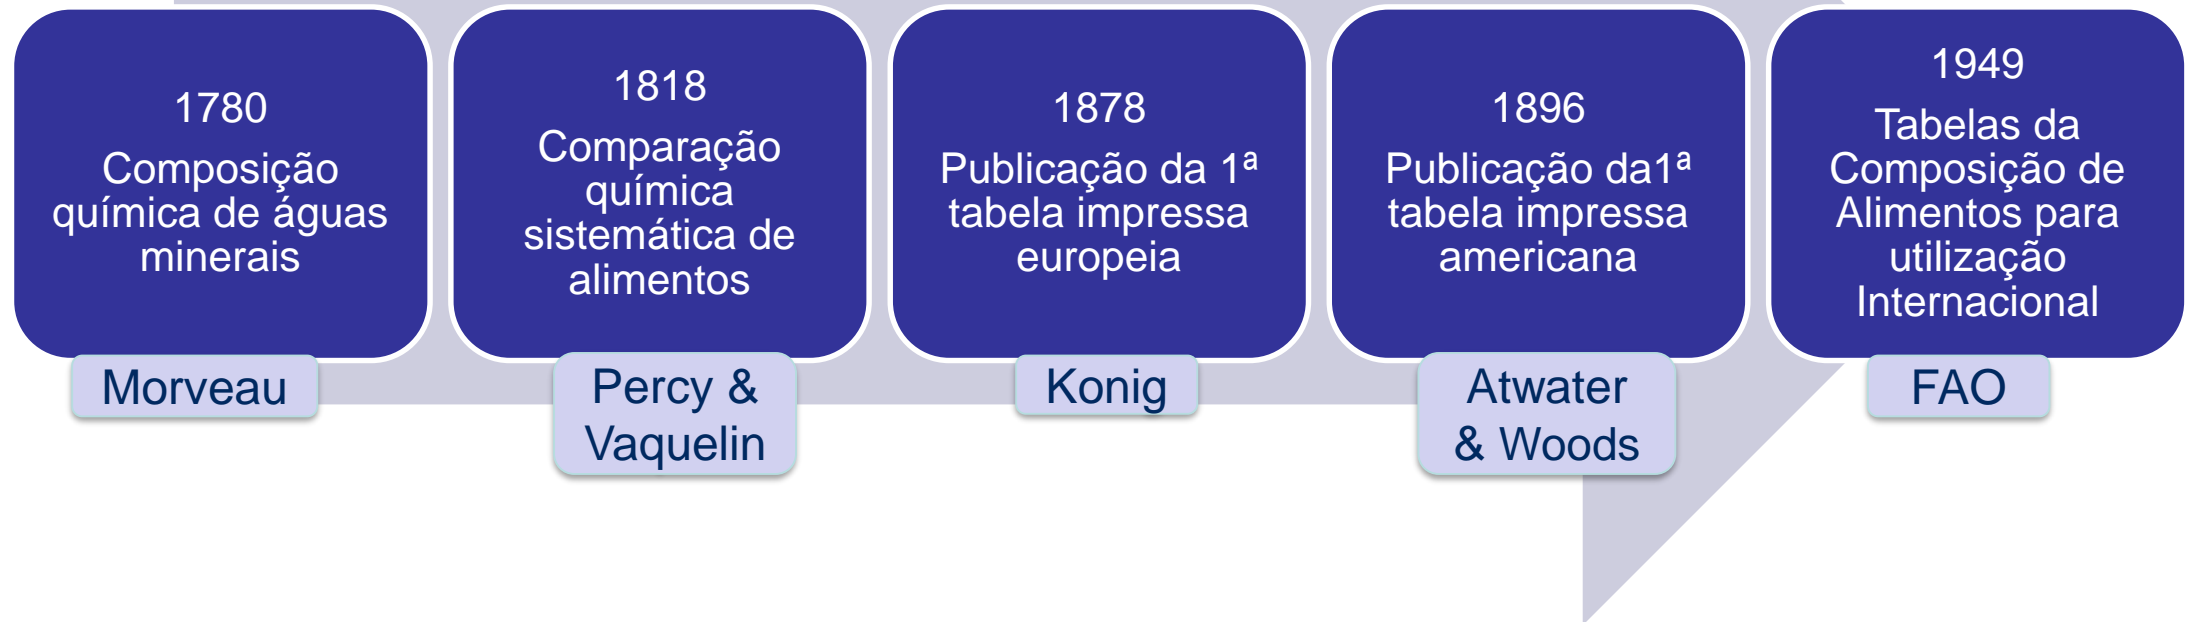 1780
Composição
química de águas
minerais
Morveau
1818
Comparação
química
sistemática de
alimentos
Percy &
Vaquelin
1878
Publicação da 1ª
tabela impressa
europeia
Konig
1896
Publicação da1ª
tabela impressa
americana
Atwater
& Woods
1949
Tabelas da
Composição de
Alimentos para
utilização
Internacional
FAO